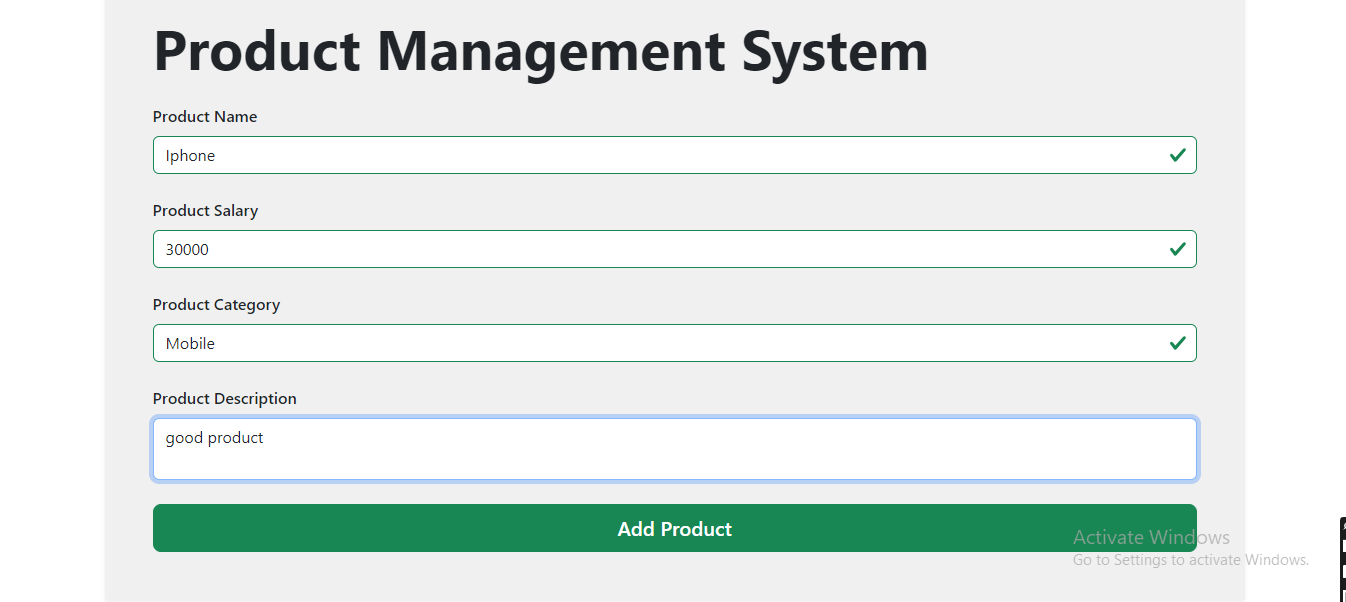 Product Management System
Product Name
Iphone
Product Salary
30000
Product Category
Mobile
Product Description
good product
Add Product
Activate Windows
Go to Settings to activate Windows.